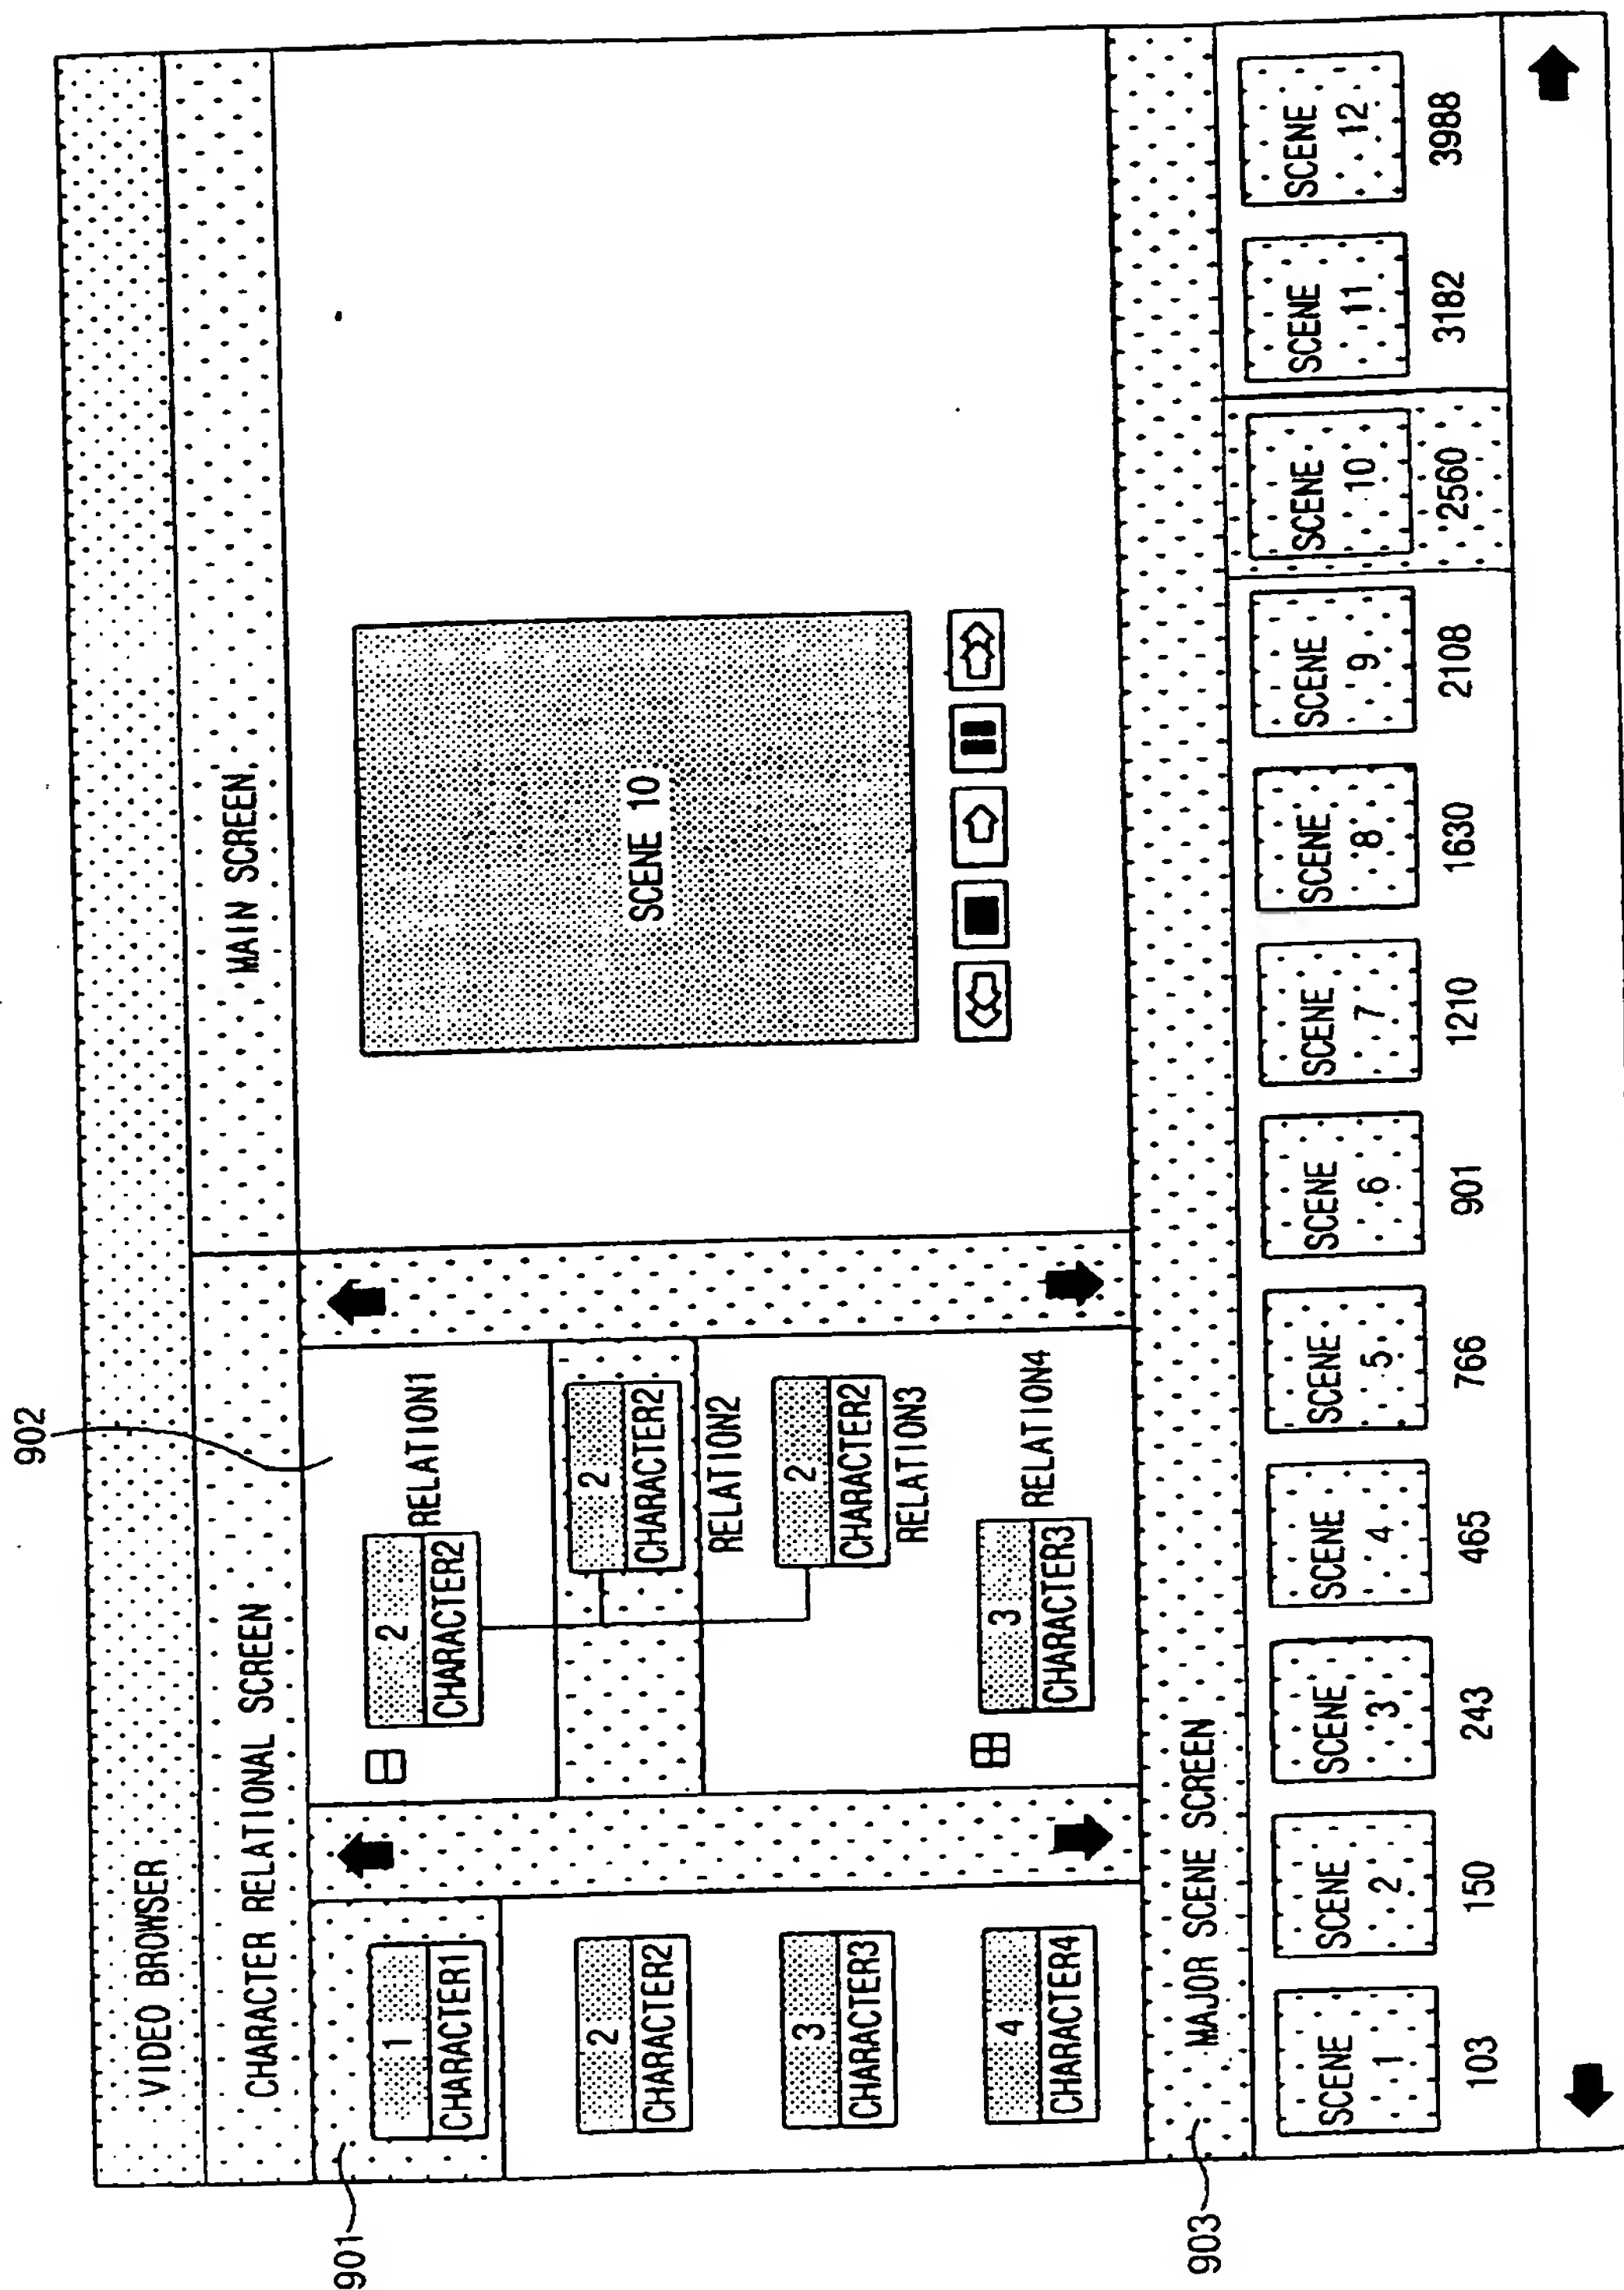 VIDEO BROWSER
CHARACTER RELATIONAL SCREEN
MAIN SCREEN
901
902
1
CHARACTER1
2
CHARACTER2
3
CHARACTER3
4
CHARACTER4
2
CHARACTER2
RELATION1
2
CHARACTER2
RELATION2
2
CHARACTER2
RELATION3
3
CHARACTER3
RELATION4
SCENE 10
903
MAJOR SCENE SCREEN
SCENE 1
103
SCENE 2
150
SCENE 3
243
SCENE 4
465
SCENE 5
766
SCENE 6
901
SCENE 7
1210
SCENE 8
1630
SCENE 9
2108
SCENE 10
2560
SCENE 11
3182
SCENE 12
3988